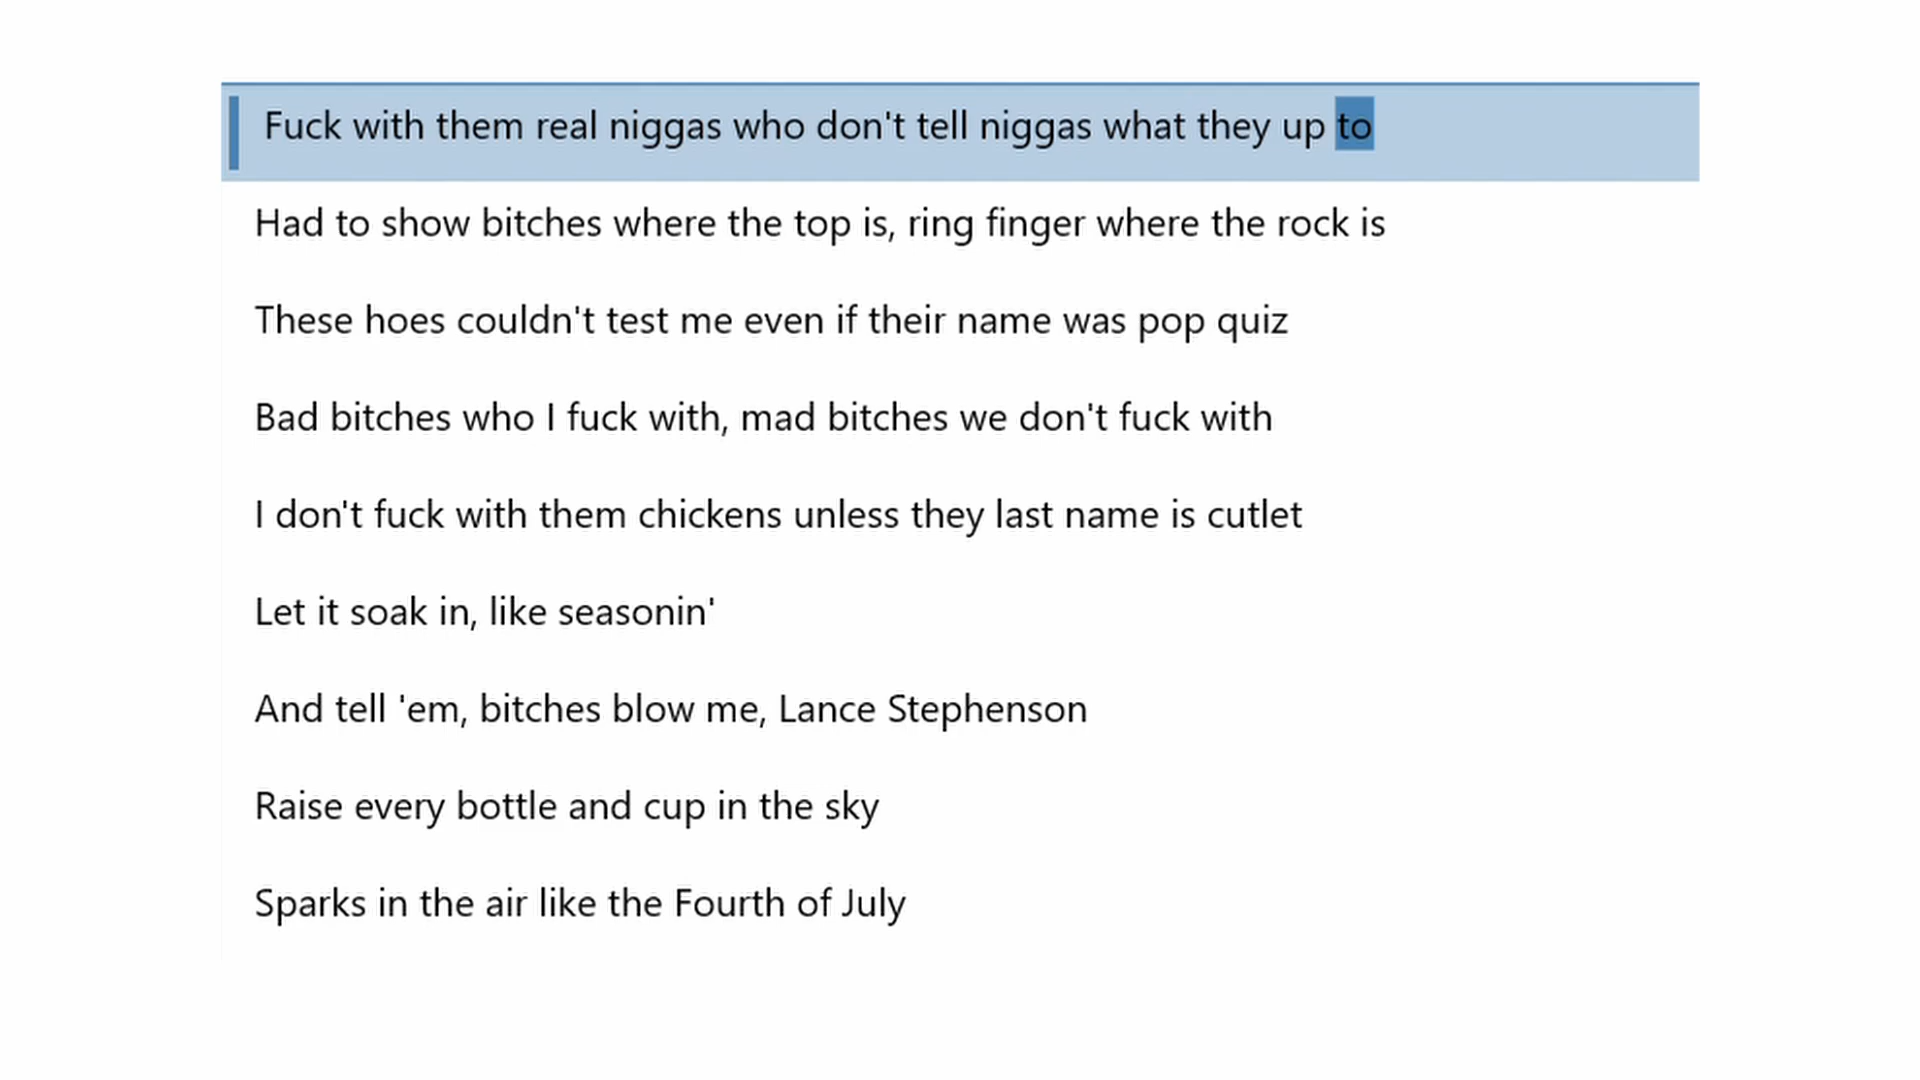 Fuck with them real niggas who don't tell niggas what they up to
Had to show bitches where the top is, ring finger where the rock is
These hoes couldn't test me even if their name was pop quiz
Bad bitches who I fuck with, mad bitches we don't fuck with
I don't fuck with them chickens unless they last name is cutlet
Let it soak in, like seasonin'
And tell 'em, bitches blow me, Lance Stephenson
Raise every bottle and cup in the sky
Sparks in the air like the Fourth of July